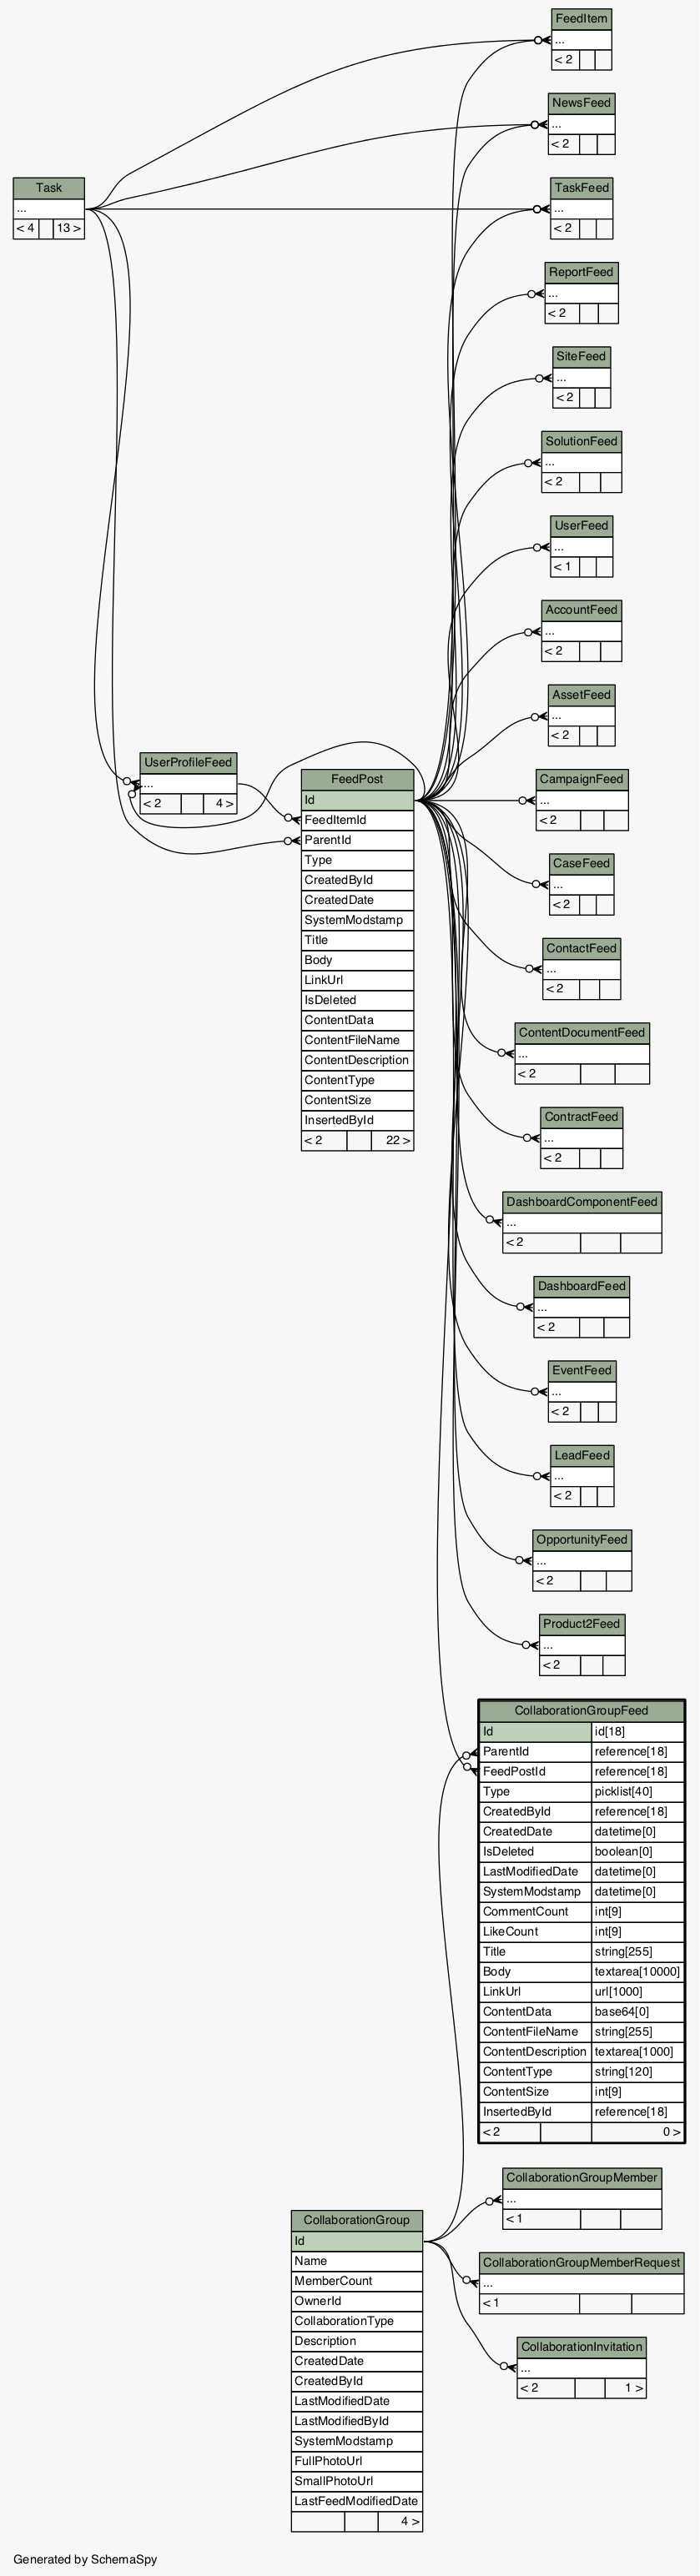 FeedItem
...
< 2
NewsFeed
...
< 2
Task
...
< 4 13 >
TaskFeed
...
< 2
ReportFeed
...
< 2
SiteFeed
...
< 2
SolutionFeed
...
< 2
UserFeed
...
< 1
AccountFeed
...
< 2
AssetFeed
...
< 2
UserProfileFeed
...
< 2 4 >
FeedPost
Id
FeedItemId
ParentId
Type
CreatedById
CreatedDate
SystemModstamp
Title
Body
LinkUrl
IsDeleted
ContentData
ContentFileName
ContentDescription
ContentType
ContentSize
InsertedById
< 2 22 >
CampaignFeed
...
< 2
CaseFeed
...
< 2
ContactFeed
...
< 2
ContentDocumentFeed
...
< 2
ContractFeed
...
< 2
DashboardComponentFeed
...
< 2
DashboardFeed
...
< 2
EventFeed
...
< 2
LeadFeed
...
< 2
OpportunityFeed
...
< 2
Product2Feed
...
< 2
CollaborationGroupFeed
Id id[18]
ParentId reference[18]
FeedPostId reference[18]
Type picklist[40]
CreatedById reference[18]
CreatedDate datetime[0]
IsDeleted boolean[0]
LastModifiedDate datetime[0]
SystemModstamp datetime[0]
CommentCount int[9]
LikeCount int[9]
Title string[255]
Body textarea[10000]
LinkUrl url[1000]
ContentData base64[0]
ContentFileName string[255]
ContentDescription textarea[1000]
ContentType string[120]
ContentSize int[9]
InsertedById reference[18]
< 2 0 >
CollaborationGroupMember
...
< 1
CollaborationGroup
Id
Name
MemberCount
OwnerId
CollaborationType
Description
CreatedDate
CreatedById
LastModifiedDate
LastModifiedById
SystemModstamp
FullPhotoUrl
SmallPhotoUrl
LastFeedModifiedDate
4 >
CollaborationGroupMemberRequest
...
< 1
CollaborationInvitation
...
< 2 1 >
Generated by SchemaSpy